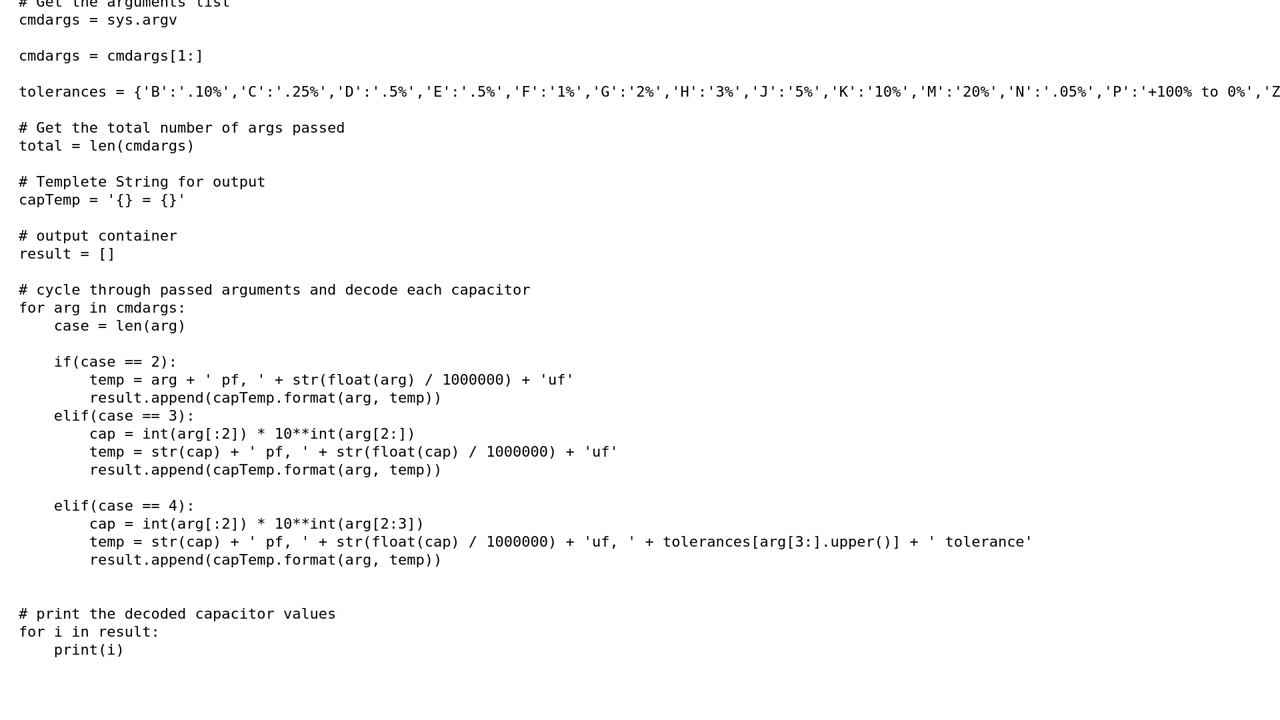 # Get the arguments list
cmdargs = sys.argv
cmdargs = cmdargs[1:]
tolerances = {'B':'.10%','C':'.25%','D':'.5%','E':'.5%','F':'1%','G':'2%','H':'3%','J':'5%','K':'10%','M':'20%','N':'.05%','P':'+100% to 0%','Z
# Get the total number of args passed
total = len(cmdargs)
# Templete String for output
capTemp = '{} = {}'
# output container
result = []
# cycle through passed arguments and decode each capacitor
for arg in cmdargs:
    case = len(arg)
    if(case == 2):
        temp = arg + ' pf, ' + str(float(arg) / 1000000) + 'uf'
        result.append(capTemp.format(arg, temp))
    elif(case == 3):
        cap = int(arg[:2]) * 10**int(arg[2:])
        temp = str(cap) + ' pf, ' + str(float(cap) / 1000000) + 'uf'
        result.append(capTemp.format(arg, temp))
    elif(case == 4):
        cap = int(arg[:2]) * 10**int(arg[2:3])
        temp = str(cap) + ' pf, ' + str(float(cap) / 1000000) + 'uf, ' + tolerances[arg[3:].upper()] + ' tolerance'
        result.append(capTemp.format(arg, temp))
# print the decoded capacitor values
for i in result:
    print(i)